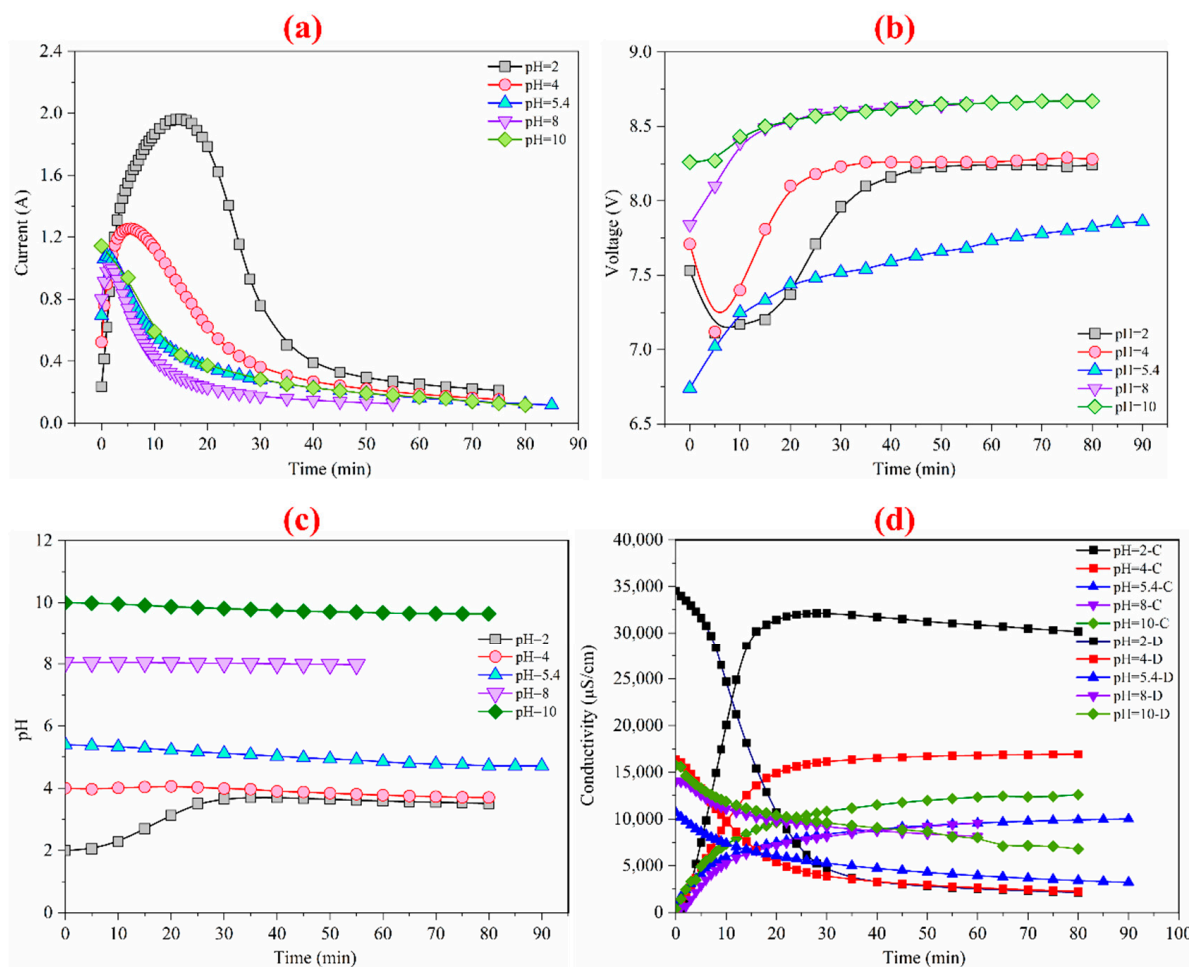 (a)
2.4
2.0
1.6
1.2
0.8
0.4
0.0
Current (A)
0 10 20 30 40 50 60 70 80 90
Time (min)
pH=2
pH=4
pH=5.4
pH=8
pH=10
(b)
9.0
8.5
8.0
7.5
7.0
6.5
Voltage (V)
0 10 20 30 40 50 60 70 80 90
Time (min)
pH=2
pH=4
pH=5.4
pH=8
pH=10
(c)
12
10
8
6
4
2
0
pH
0 10 20 30 40 50 60 70 80 90
Time (min)
pH−2
pH−4
pH−5.4
pH−8
pH−10
(d)
40,000
35,000
30,000
25,000
20,000
15,000
10,000
5,000
0
Conductivity (μS/cm)
0 10 20 30 40 50 60 70 80 90 100
Time (min)
pH=2-C
pH=4-C
pH=5.4-C
pH=8-C
pH=10-C
pH=2-D
pH=4-D
pH=5.4-D
pH=8-D
pH=10-D